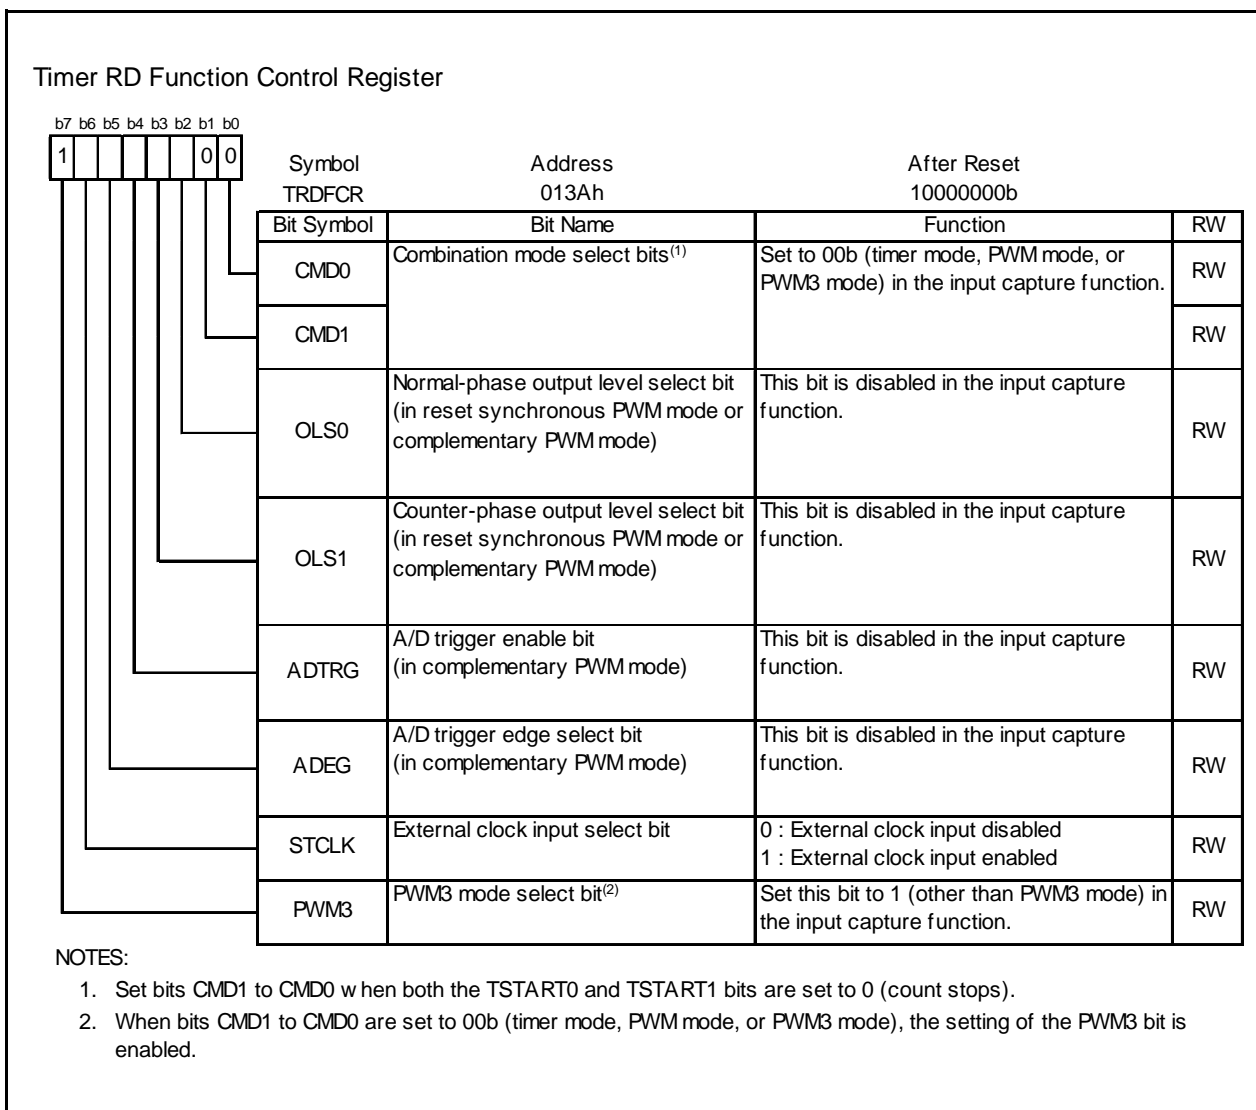 Timer RD Function Control Register
b7 b6 b5 b4 b3 b2 b1 b0
1 0 0
Symbol Address After Reset
TRDFCR 013Ah 10000000b
Bit Symbol Bit Name Function RW
CMD0 Combination mode select bits(1) Set to 00b (timer mode, PWM mode, or
PWM3 mode) in the input capture function. RW
CMD1 RW
OLS0 Normal-phase output level select bit
(in reset synchronous PWM mode or
complementary PWM mode) This bit is disabled in the input capture
function. RW
OLS1 Counter-phase output level select bit
(in reset synchronous PWM mode or
complementary PWM mode) This bit is disabled in the input capture
function. RW
ADTRG A/D trigger enable bit
(in complementary PWM mode) This bit is disabled in the input capture
function. RW
ADEG A/D trigger edge select bit
(in complementary PWM mode) This bit is disabled in the input capture
function. RW
STCLK External clock input select bit 0 : External clock input disabled
1 : External clock input enabled RW
PWM3 PWM3 mode select bit(2) Set this bit to 1 (other than PWM3 mode) in
the input capture function. RW
NOTES:
1. Set bits CMD1 to CMD0 when both the TSTART0 and TSTART1 bits are set to 0 (count stops).
2. When bits CMD1 to CMD0 are set to 00b (timer mode, PWM mode, or PWM3 mode), the setting of the PWM3 bit is
enabled.